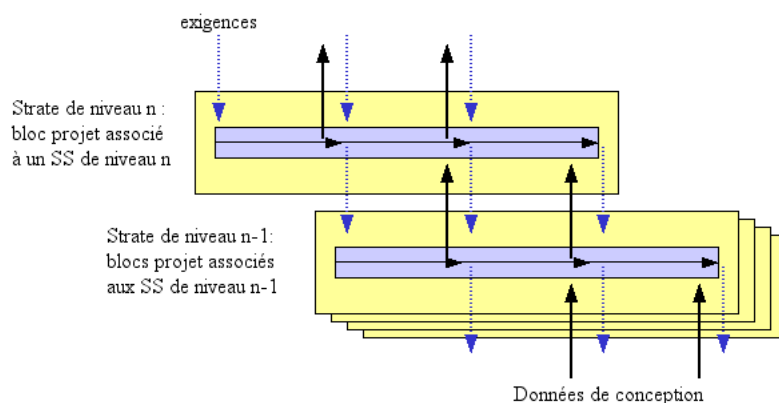 exigences
Strate de niveau n :
bloc projet associé
à un SS de niveau n
Strate de niveau n-1:
blocs projet associés
aux SS de niveau n-1
Données de conception